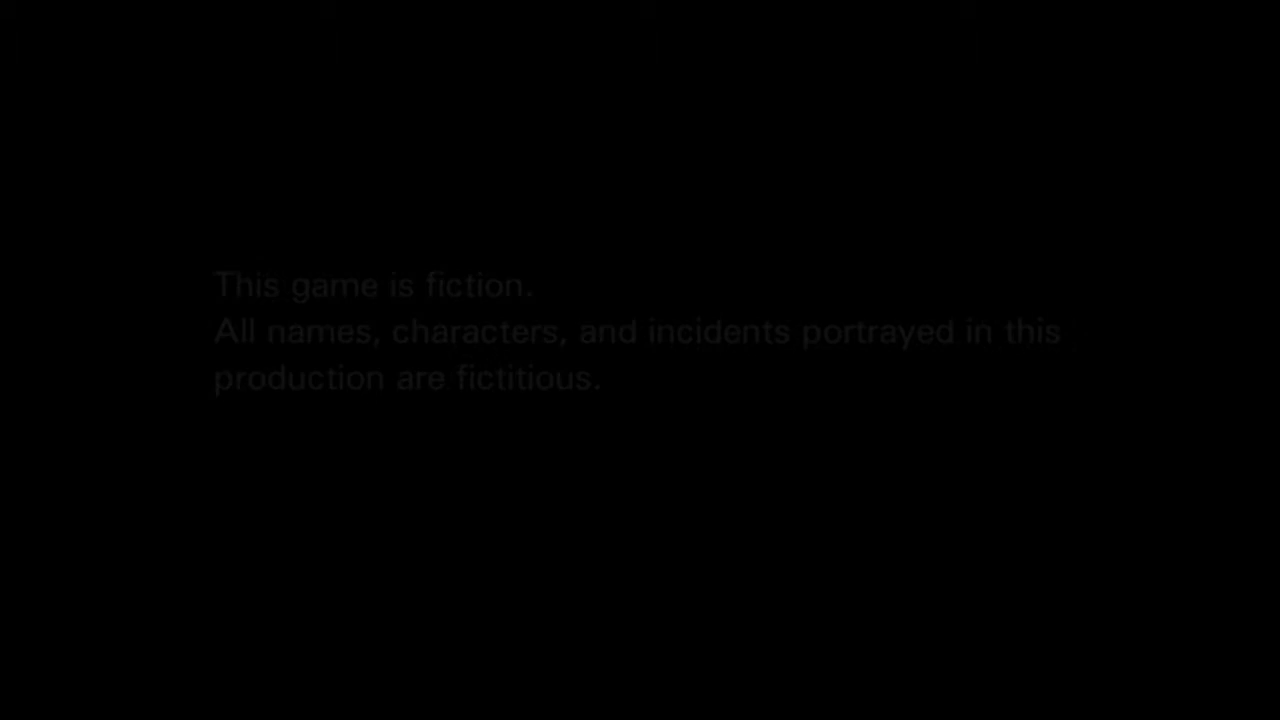 This game is fiction.
All names, characters, and incidents portrayed in this
production are fictitious.